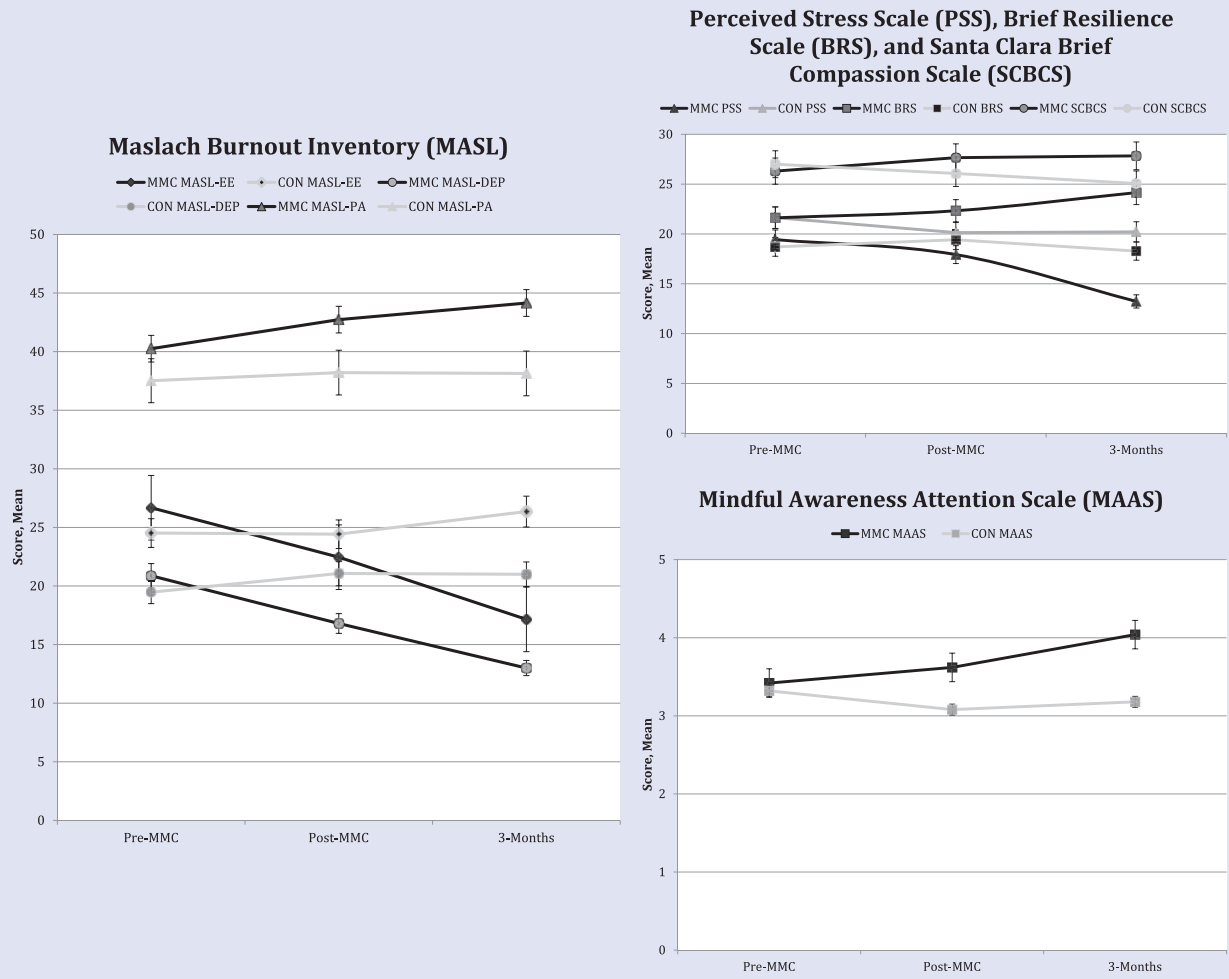 Maslach Burnout Inventory (MASL)
MMC MASL-EE CON MASL-EE MMC MASL-DEP
CON MASL-DEP MMC MASL-PA CON MASL-PA
50
45
40
35
30
25
20
15
10
5
0
Score, Mean
Pre-MMC Post-MMC 3-Months
Perceived Stress Scale (PSS), Brief Resilience
Scale (BRS), and Santa Clara Brief
Compassion Scale (SCBCS)
MMC PSS CON PSS MMC BRS CON BRS MMC SCBCS CON SCBCS
30
25
20
15
10
5
0
Score, Mean
Pre-MMC Post-MMC 3-Months
Mindful Awareness Attention Scale (MAAS)
MMC MAAS CON MAAS
5
4
3
2
1
0
Score, Mean
Pre-MMC Post-MMC 3-Months